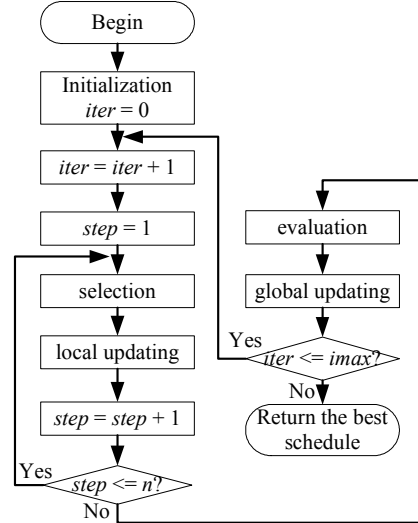 Begin
Initialization
iter = 0
iter = iter + 1
step = 1
selection
local updating
step = step + 1
Yes
step <= n?
No
evaluation
global updating
Yes
iter <= imax?
No
Return the best
schedule